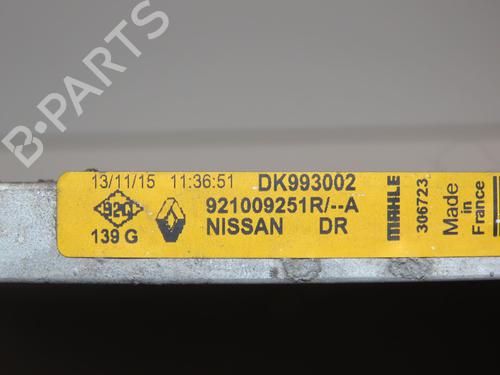 B-PARTS
13/11/15 11:36:51 DK993002
921009251R/--A
139 G
NISSAN DR
MAHLE
306723
Made
in
France